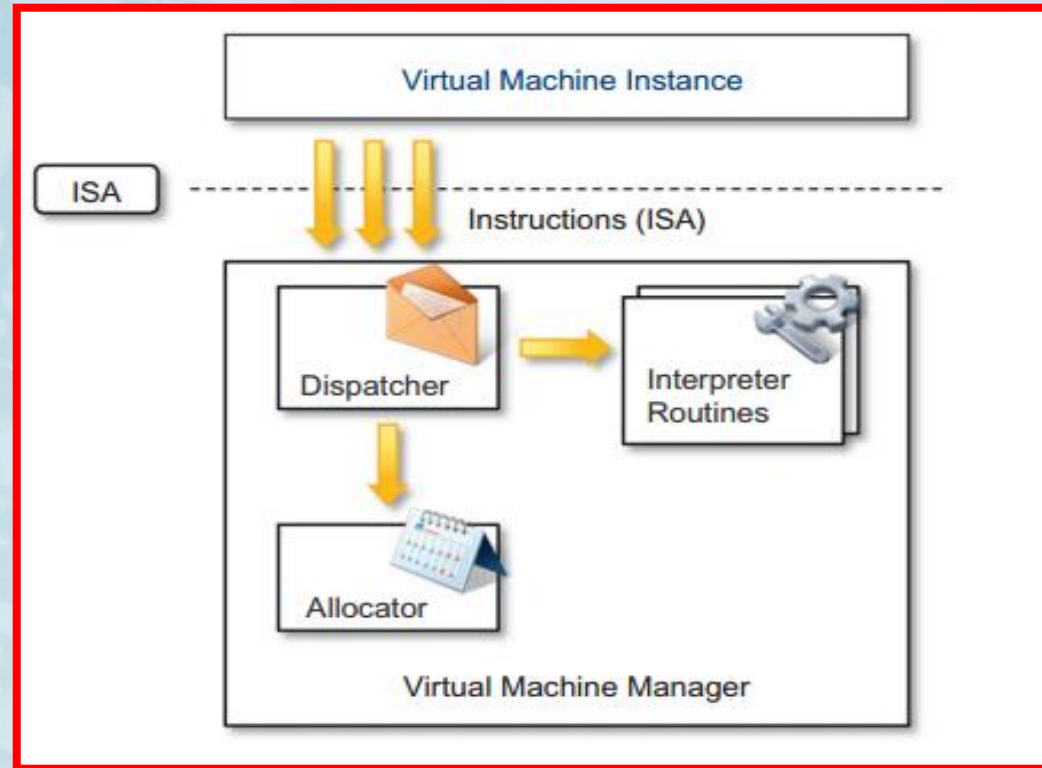 Virtual Machine Instance
ISA
Instructions (ISA)
Dispatcher
Interpreter
Routines
Allocator
Virtual Machine Manager